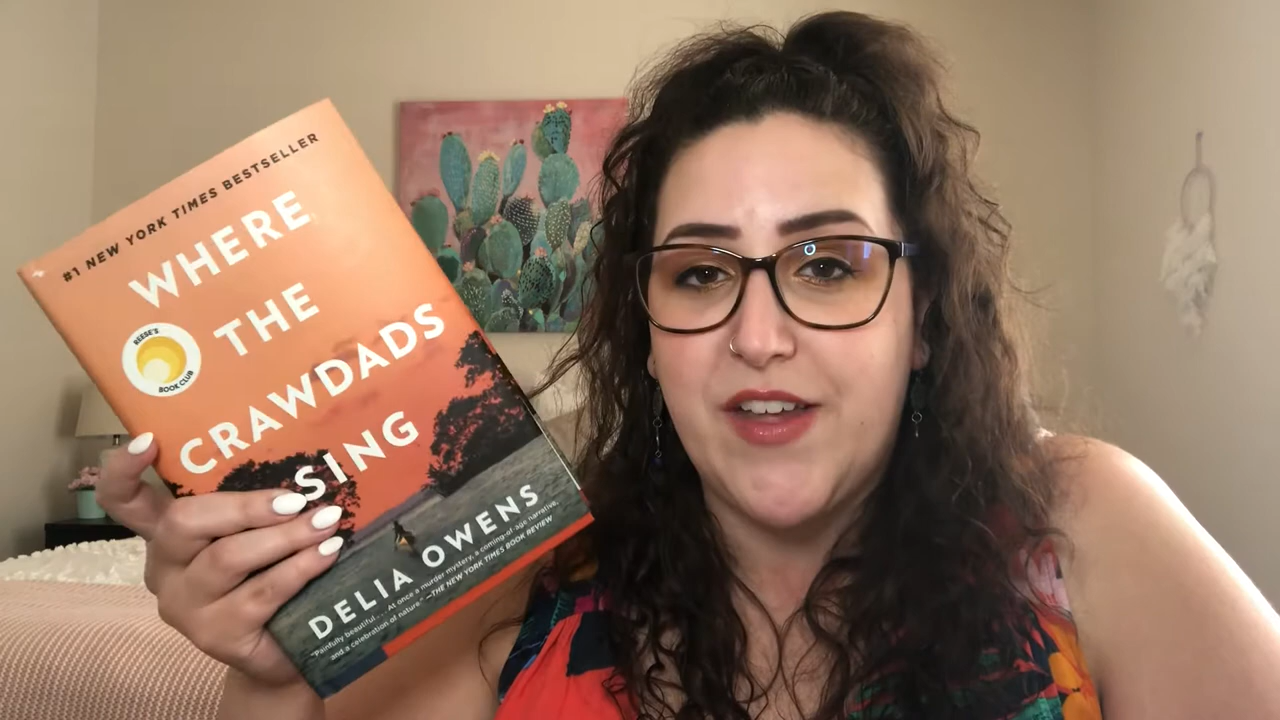 #1 NEW YORK TIMES BESTSELLER
WHERE
THE
REESE'S
BOOK CLUB
CRAWDADS
SING
DELIA OWENS
"Painfully beautiful. . . . At once a murder mystery, a coming-of-age narrative,
and a celebration of nature." —THE NEW YORK TIMES BOOK REVIEW